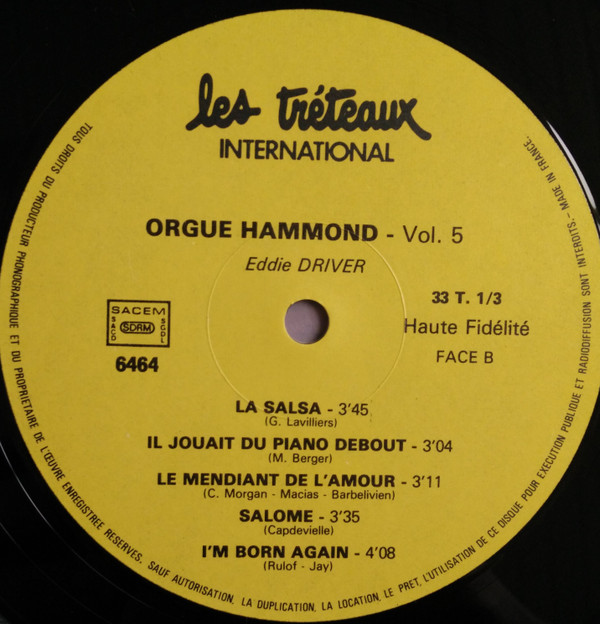 les tréteaux
INTERNATIONAL
ORGUE HAMMOND - Vol. 5
Eddie DRIVER
SACEM
SACD
SDRM
SGDL
6464
33 T. 1/3
Haute Fidélité
FACE B
LA SALSA - 3'45
(G. Lavilliers)
IL JOUAIT DU PIANO DEBOUT - 3'04
(M. Berger)
LE MENDIANT DE L'AMOUR - 3'11
(C. Morgan - Macias - Barbelivien)
SALOME - 3'35
(Capdevielle)
I'M BORN AGAIN - 4'08
(Rulof - Jay)
TOUS DROITS DU PRODUCTEUR PHONOGRAPHIQUE ET DU PROPRIETAIRE DE L'ŒUVRE ENREGISTREE RESERVES. SAUF AUTORISATION, LA DUPLICATION, LA LOCATION, LE PRET, L'UTILISATION DE CE DISQUE POUR EXECUTION PUBLIQUE ET RADIODIFFUSION SONT INTERDITS. - MADE IN FRANCE.